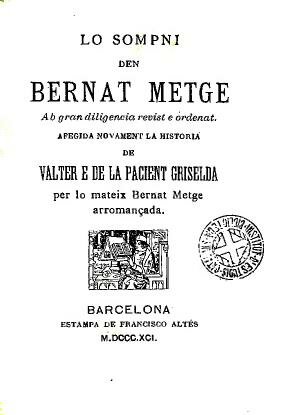 LO SOMPNI
DEN
BERNAT METGE
Ab gran diligencia revist e ordenat.
AFEGIDA NOVAMENT LA HISTORIA
DE
VALTER E DE LA PACIENT GRISELDA
per lo mateix Bernat Metge
arromançada.
BARCELONA
ESTAMPA DE FRANCISCO ALTÉS
M.DCCC.XCI.